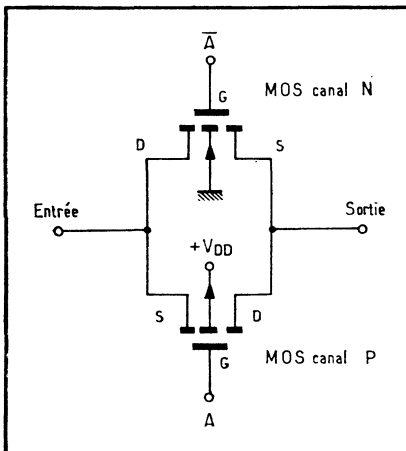 A̅
G
MOS canal N
D
S
Entrée
Sortie
+VDD
S
D
G
MOS canal P
A